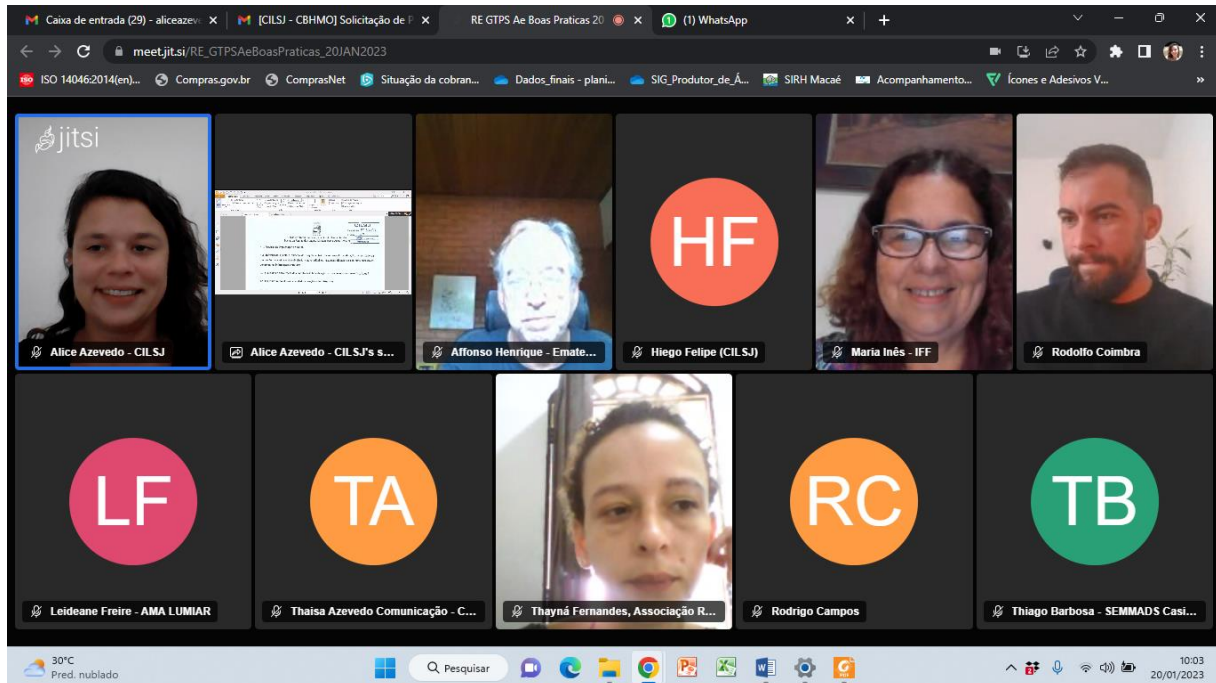 Caixa de entrada (29) - aliceazev
[CILSJ - CBHMO] Solicitação de P
RE GTPS Ae Boas Praticas 20
(1) WhatsApp
meet.jit.si/RE_GTPSAeBoasPraticas_20JAN2023
ISO 14046:2014(en)...
Compras.gov.br
ComprasNet
Situação da cobran...
Dados_finais - plani...
SIG_Produtor_de_Á...
SIRH Macaé
Acompanhamento...
Ícones e Adesivos V...
»
jitsi
Alice Azevedo - CILSJ
Alice Azevedo - CILSJ's s...
Affonso Henrique - Emate...
HF
Hiego Felipe (CILSJ)
Maria Inês - IFF
Rodolfo Coimbra
LF
Leideane Freire - AMA LUMIAR
TA
Thaisa Azevedo Comunicação - C...
Thayná Fernandes, Associação R...
RC
Rodrigo Campos
TB
Thiago Barbosa - SEMMADS Casi...
30°C
Pred. nublado
Pesquisar
10:03
20/01/2023